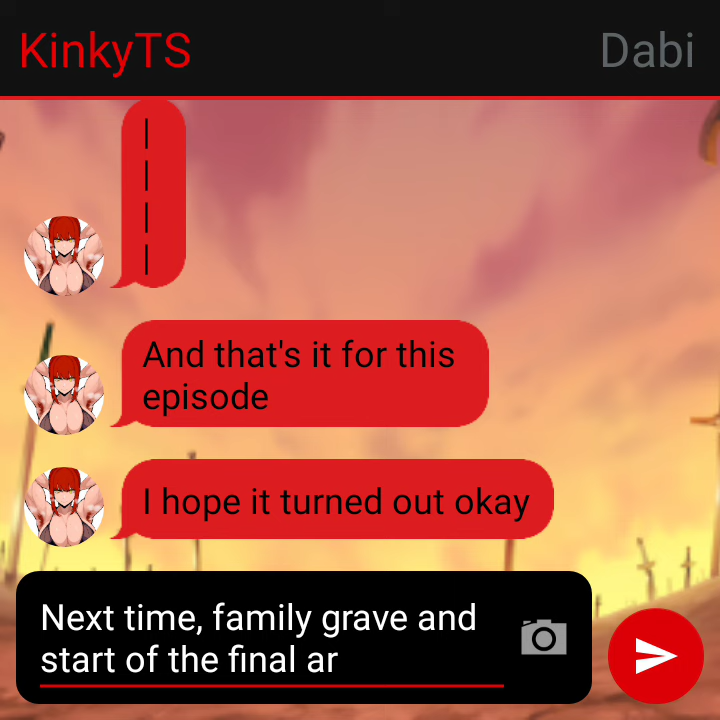 KinkyTS
Dabi
|
|
|
|
And that's it for this
episode
I hope it turned out okay
Next time, family grave and
start of the final ar